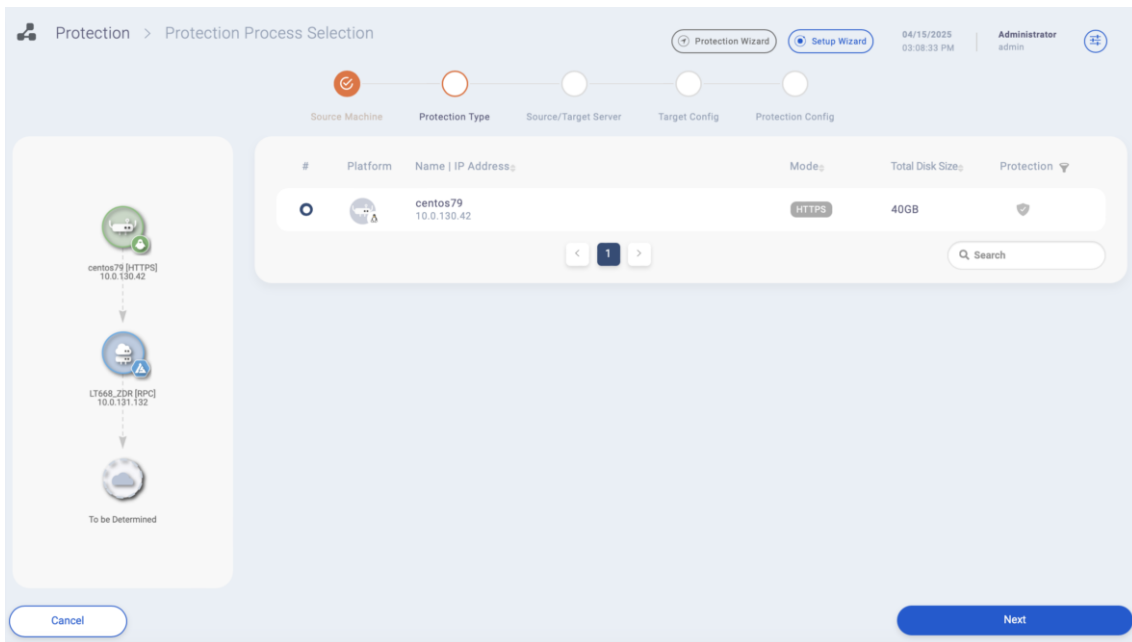 Protection > Protection Process Selection
Protection Wizard
Setup Wizard
04/15/2025
03:08:33 PM
Administrator
admin
Source Machine
Protection Type
Source/Target Server
Target Config
Protection Config
# Platform Name | IP Address Mode Total Disk Size Protection
centos79
10.0.130.42
HTTPS
40GB
< 1 >
Search
centos79 [HTTPS]
10.0.130.42
LT668_ZDR [RPC]
10.0.131.132
To be Determined
Cancel
Next